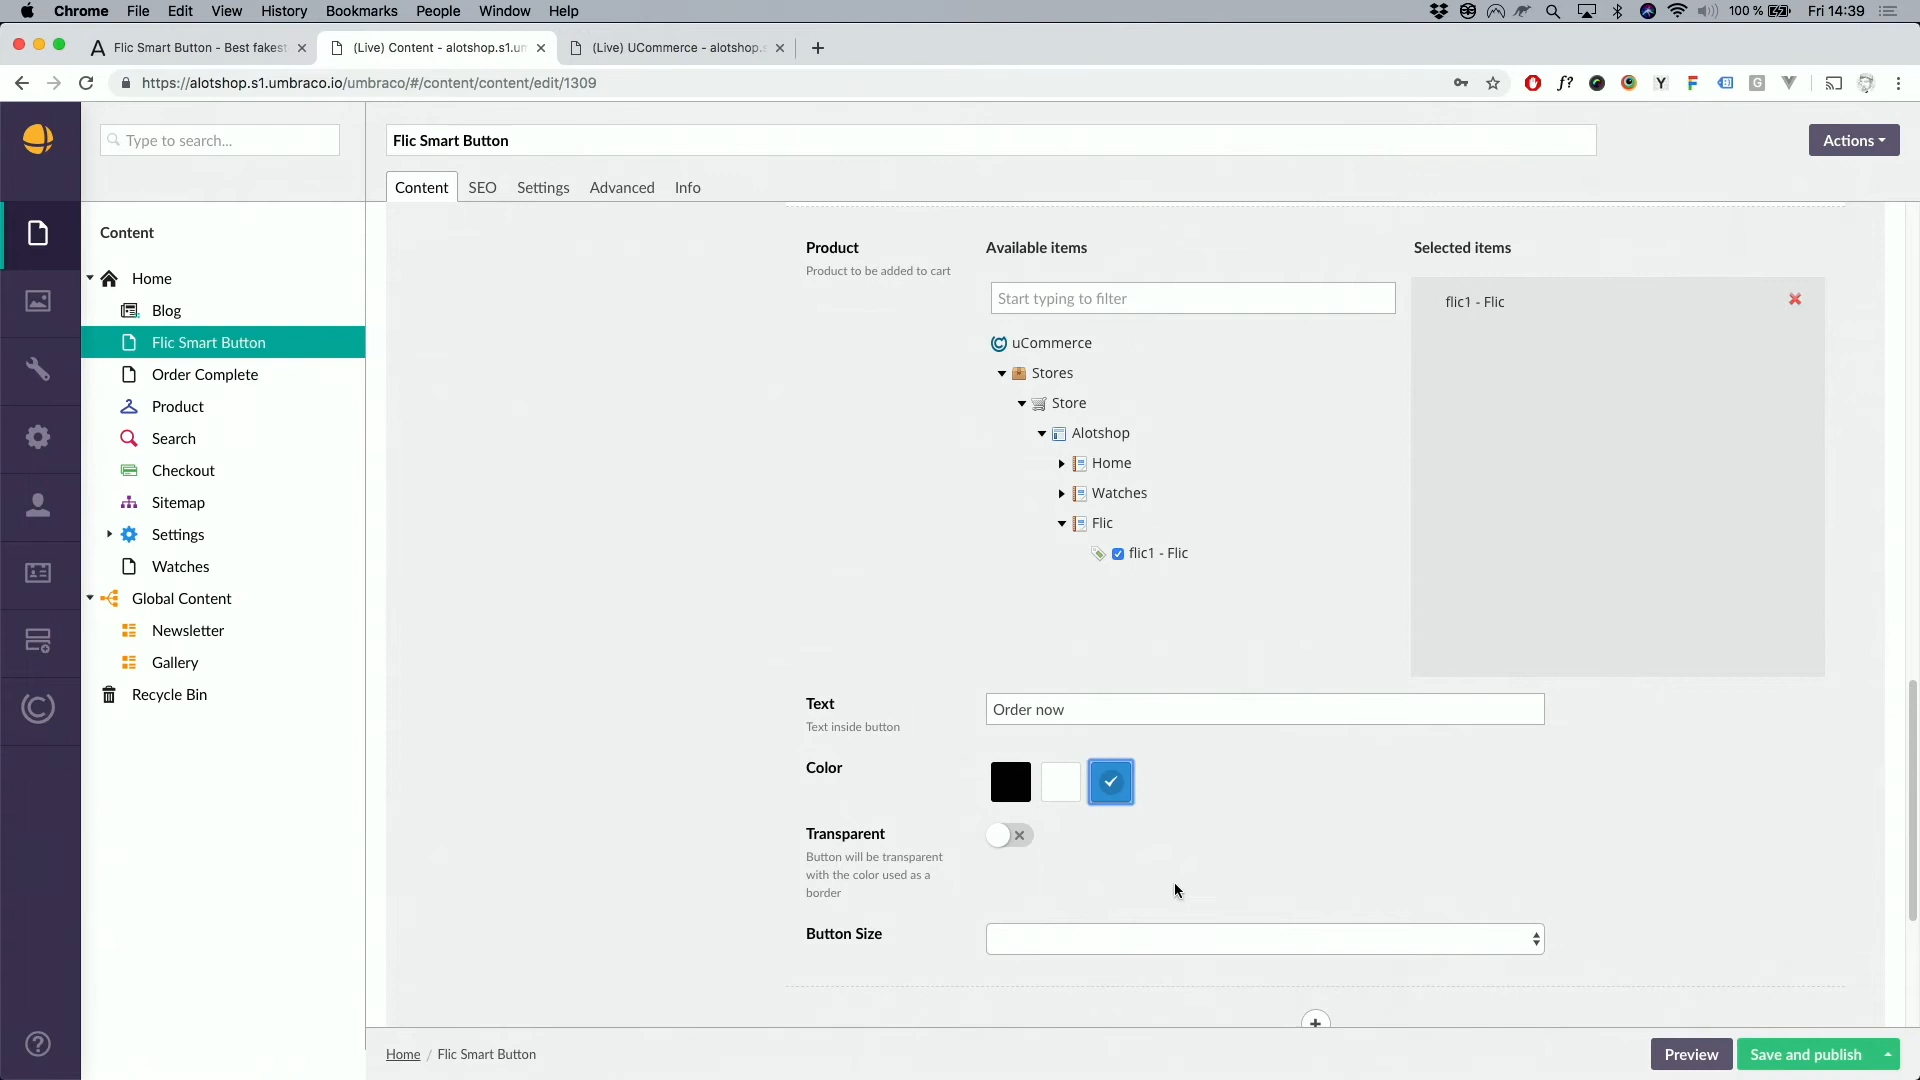 Chrome File Edit View History Bookmarks People Window Help 100 % Fri 14:39
Flic Smart Button - Best fakest (Live) Content - alotshop.s1.um (Live) UCommerce - alotshop.s
https://alotshop.s1.umbraco.io/umbraco/#/content/content/edit/1309
Type to search...
Flic Smart Button
Actions
Content SEO Settings Advanced Info
Content
Home
Blog
Flic Smart Button
Order Complete
Product
Search
Checkout
Sitemap
Settings
Watches
Global Content
Newsletter
Gallery
Recycle Bin
Product
Product to be added to cart
Available items
Start typing to filter
uCommerce
Stores
Store
Alotshop
Home
Watches
Flic
flic1 - Flic
Selected items
flic1 - Flic
Text
Text inside button
Order now
Color
Transparent
Button will be transparent
with the color used as a
border
Button Size
Home / Flic Smart Button
Preview
Save and publish